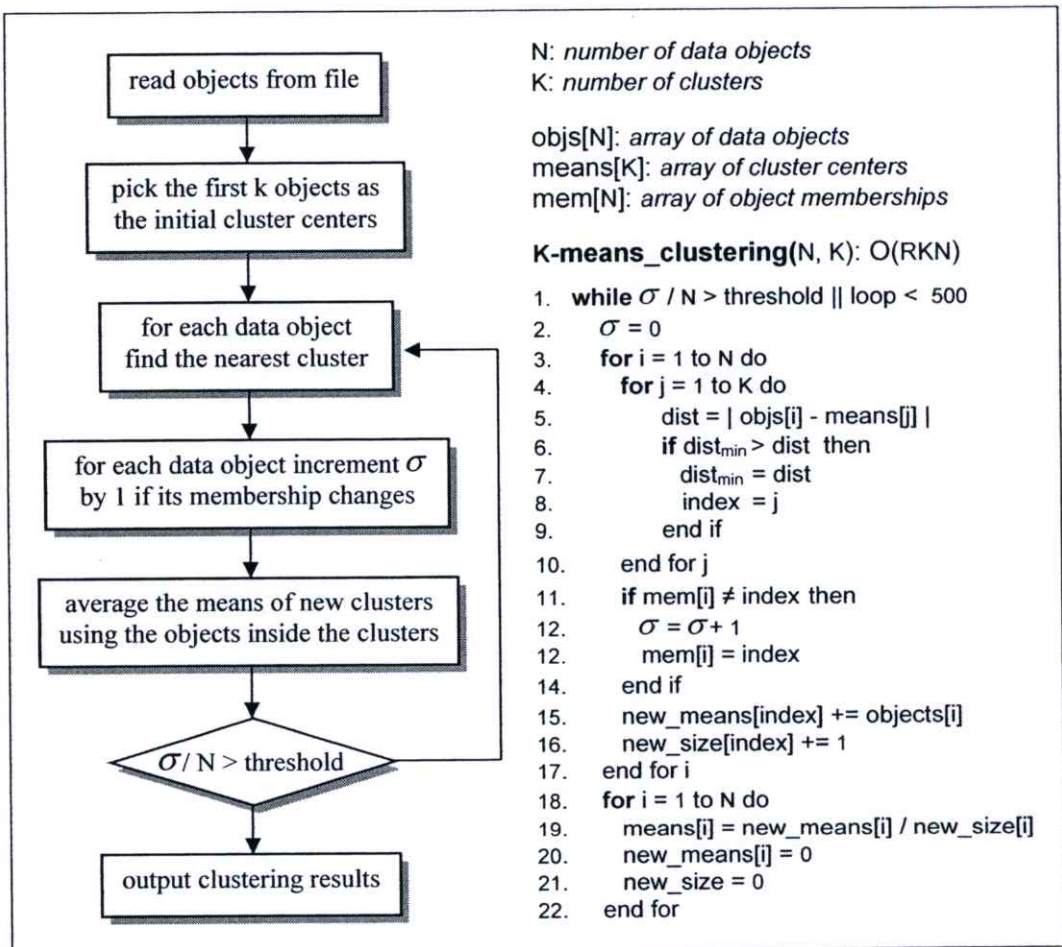 read objects from file
pick the first k objects as
the initial cluster centers
for each data object
find the nearest cluster
for each data object increment σ
by 1 if its membership changes
average the means of new clusters
using the objects inside the clusters
σ / N > threshold
output clustering results
N: number of data objects
K: number of clusters
objs[N]: array of data objects
means[K]: array of cluster centers
mem[N]: array of object memberships
K-means_clustering(N, K): O(RKN)
1. while σ / N > threshold || loop < 500
2. σ = 0
3. for i = 1 to N do
4. for j = 1 to K do
5. dist = | objs[i] - means[j] |
6. if dist_min > dist then
7. dist_min = dist
8. index = j
9. end if
10. end for j
11. if mem[i] ≠ index then
12. σ = σ + 1
12. mem[i] = index
14. end if
15. new_means[index] += objects[i]
16. new_size[index] += 1
17. end for i
18. for i = 1 to N do
19. means[i] = new_means[i] / new_size[i]
20. new_means[i] = 0
21. new_size = 0
22. end for